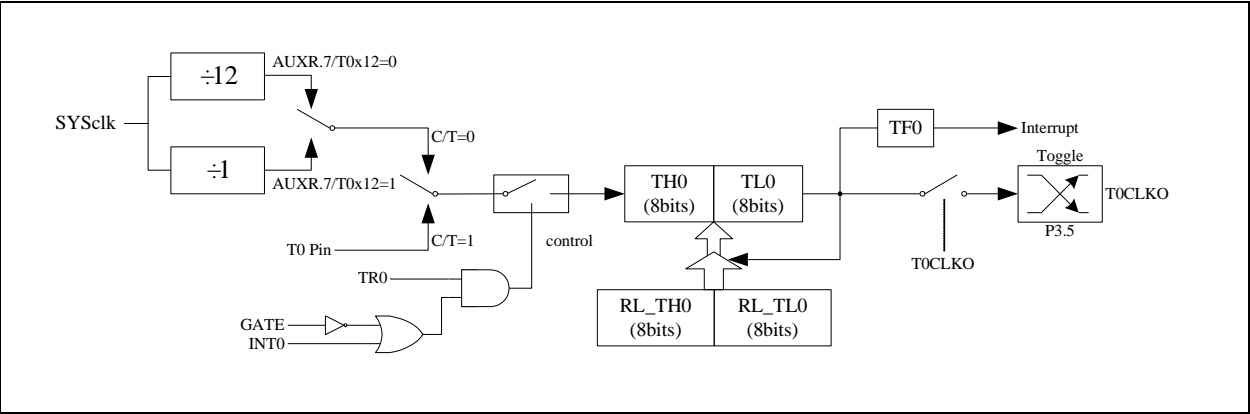 ÷12
AUXR.7/T0x12=0
SYSclk
÷1
AUXR.7/T0x12=1
C/T=0
T0 Pin
C/T=1
control
TR0
GATE
INT0
TH0
(8bits)
TL0
(8bits)
RL_TH0
(8bits)
RL_TL0
(8bits)
TF0
Interrupt
Toggle
T0CLKO
P3.5
T0CLKO